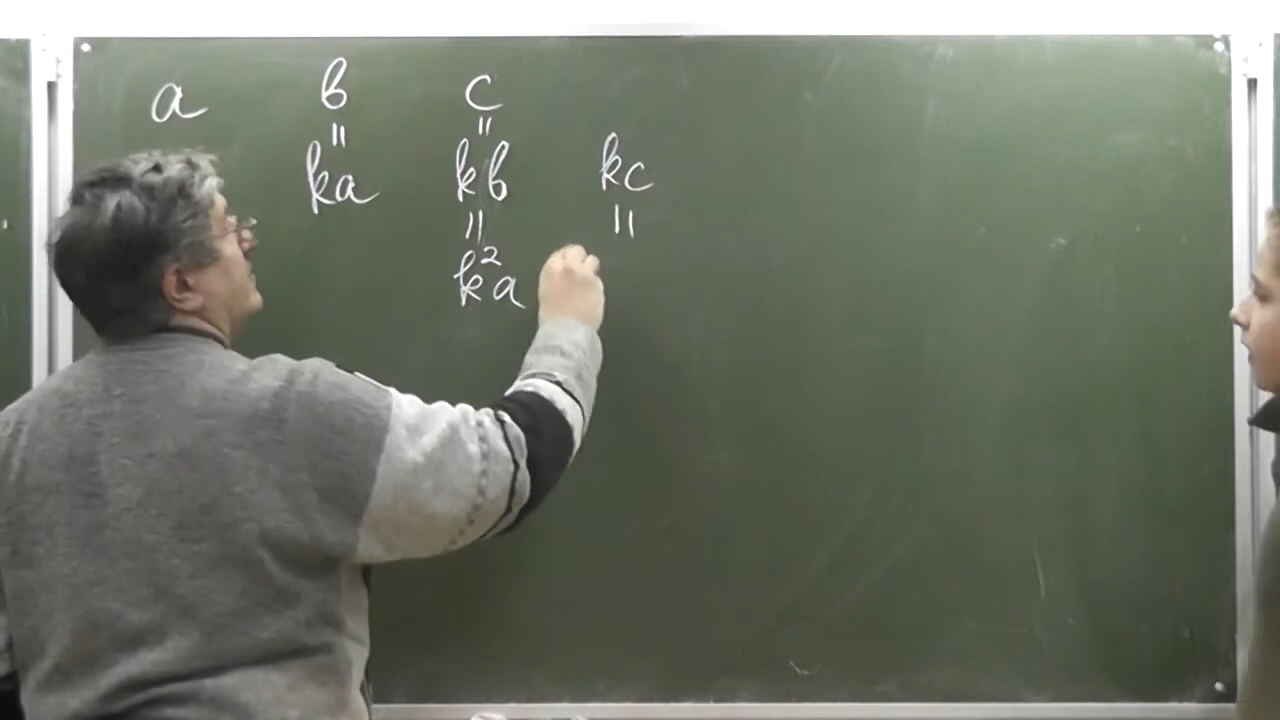 a b c
= =
ka kb kc
= =
k²a